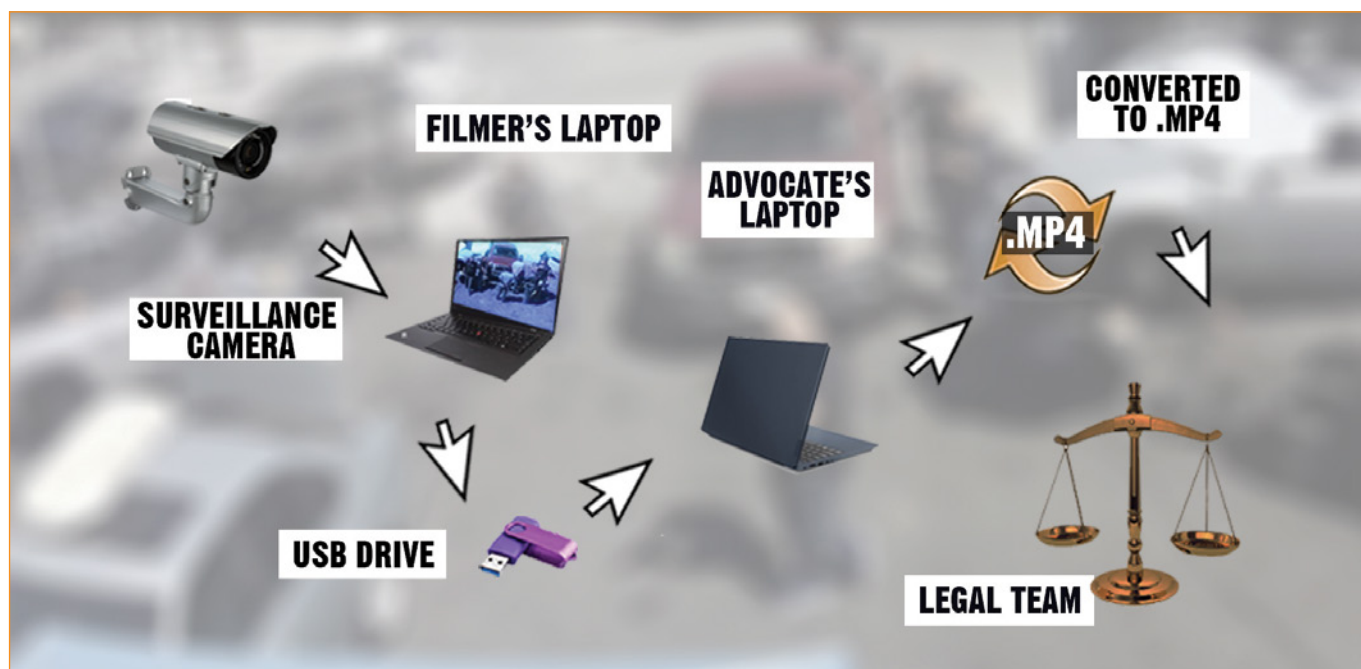 SURVEILLANCE
CAMERA
FILMER'S LAPTOP
USB DRIVE
ADVOCATE'S
LAPTOP
.MP4
CONVERTED
TO .MP4
LEGAL TEAM